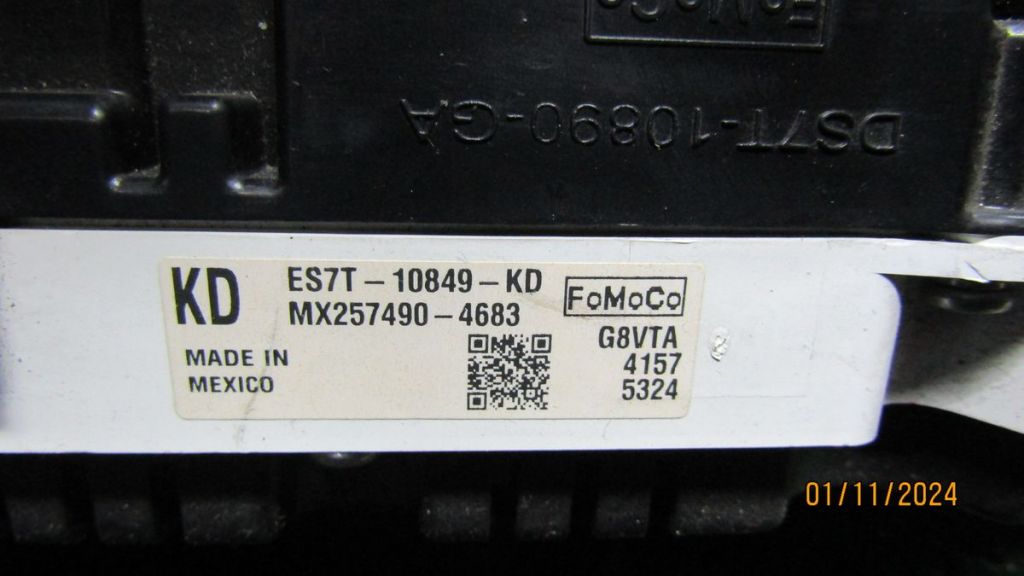 FoMoCo
DS7T-10890-GA
KD
ES7T-10849-KD
MX257490-4683
FoMoCo
G8VTA
4157
5324
MADE IN
MEXICO
01/11/2024